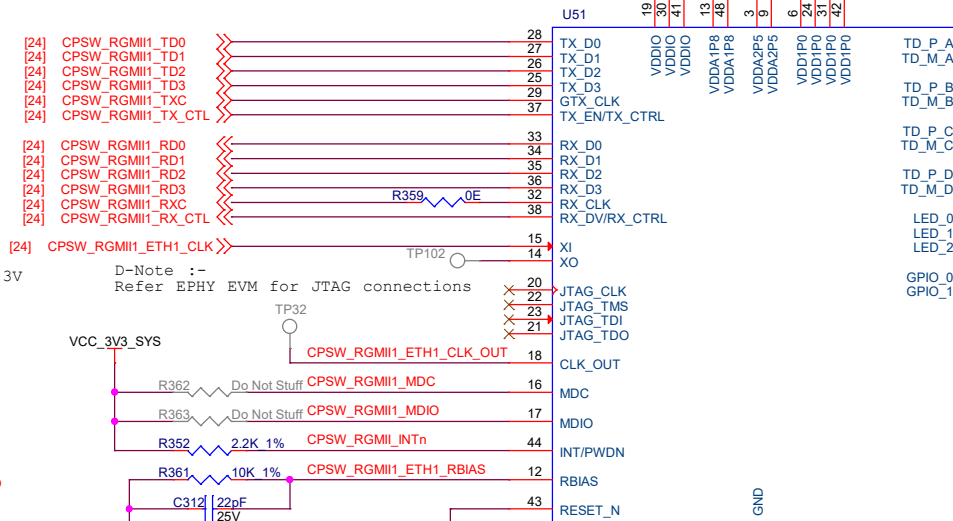 U51
19 30 41 13 48 3 9 6 24 31 42
VDDIO VDDIO VDDIO VDDA1P8 VDDA1P8 VDDA2P5 VDDA2P5 VDD1P0 VDD1P0 VDD1P0 VDD1P0
[24] CPSW_RGMII1_TD0 28 TX_D0 TD_P_A
[24] CPSW_RGMII1_TD1 27 TX_D1 TD_M_A
[24] CPSW_RGMII1_TD2 26 TX_D2
[24] CPSW_RGMII1_TD3 25 TX_D3 TD_P_B
[24] CPSW_RGMII1_TXC 29 GTX_CLK TD_M_B
[24] CPSW_RGMII1_TX_CTL 37 TX_EN/TX_CTRL
TD_P_C
[24] CPSW_RGMII1_RD0 33 RX_D0 TD_M_C
[24] CPSW_RGMII1_RD1 34 RX_D1
[24] CPSW_RGMII1_RD2 35 RX_D2 TD_P_D
[24] CPSW_RGMII1_RD3 36 RX_D3 TD_M_D
[24] CPSW_RGMII1_RXC R359 0E 32 RX_CLK
[24] CPSW_RGMII1_RX_CTL 38 RX_DV/RX_CTRL LED_0
LED_1
[24] CPSW_RGMII1_ETH1_CLK 15 XI LED_2
TP102 14 XO
3V D-Note :- GPIO_0
Refer EPHY EVM for JTAG connections 20 JTAG_CLK GPIO_1
22 JTAG_TMS
TP32 23 JTAG_TDI
21 JTAG_TDO
VCC_3V3_SYS
CPSW_RGMII1_ETH1_CLK_OUT 18 CLK_OUT
R362 Do Not Stuff CPSW_RGMII1_MDC 16 MDC
R363 Do Not Stuff CPSW_RGMII1_MDIO 17 MDIO
R352 2.2K_1% CPSW_RGMII_INTn 44 INT/PWDN
R361 10K_1% CPSW_RGMII1_ETH1_RBIAS 12 RBIAS
C312 22pF 43 RESET_N GND
25V